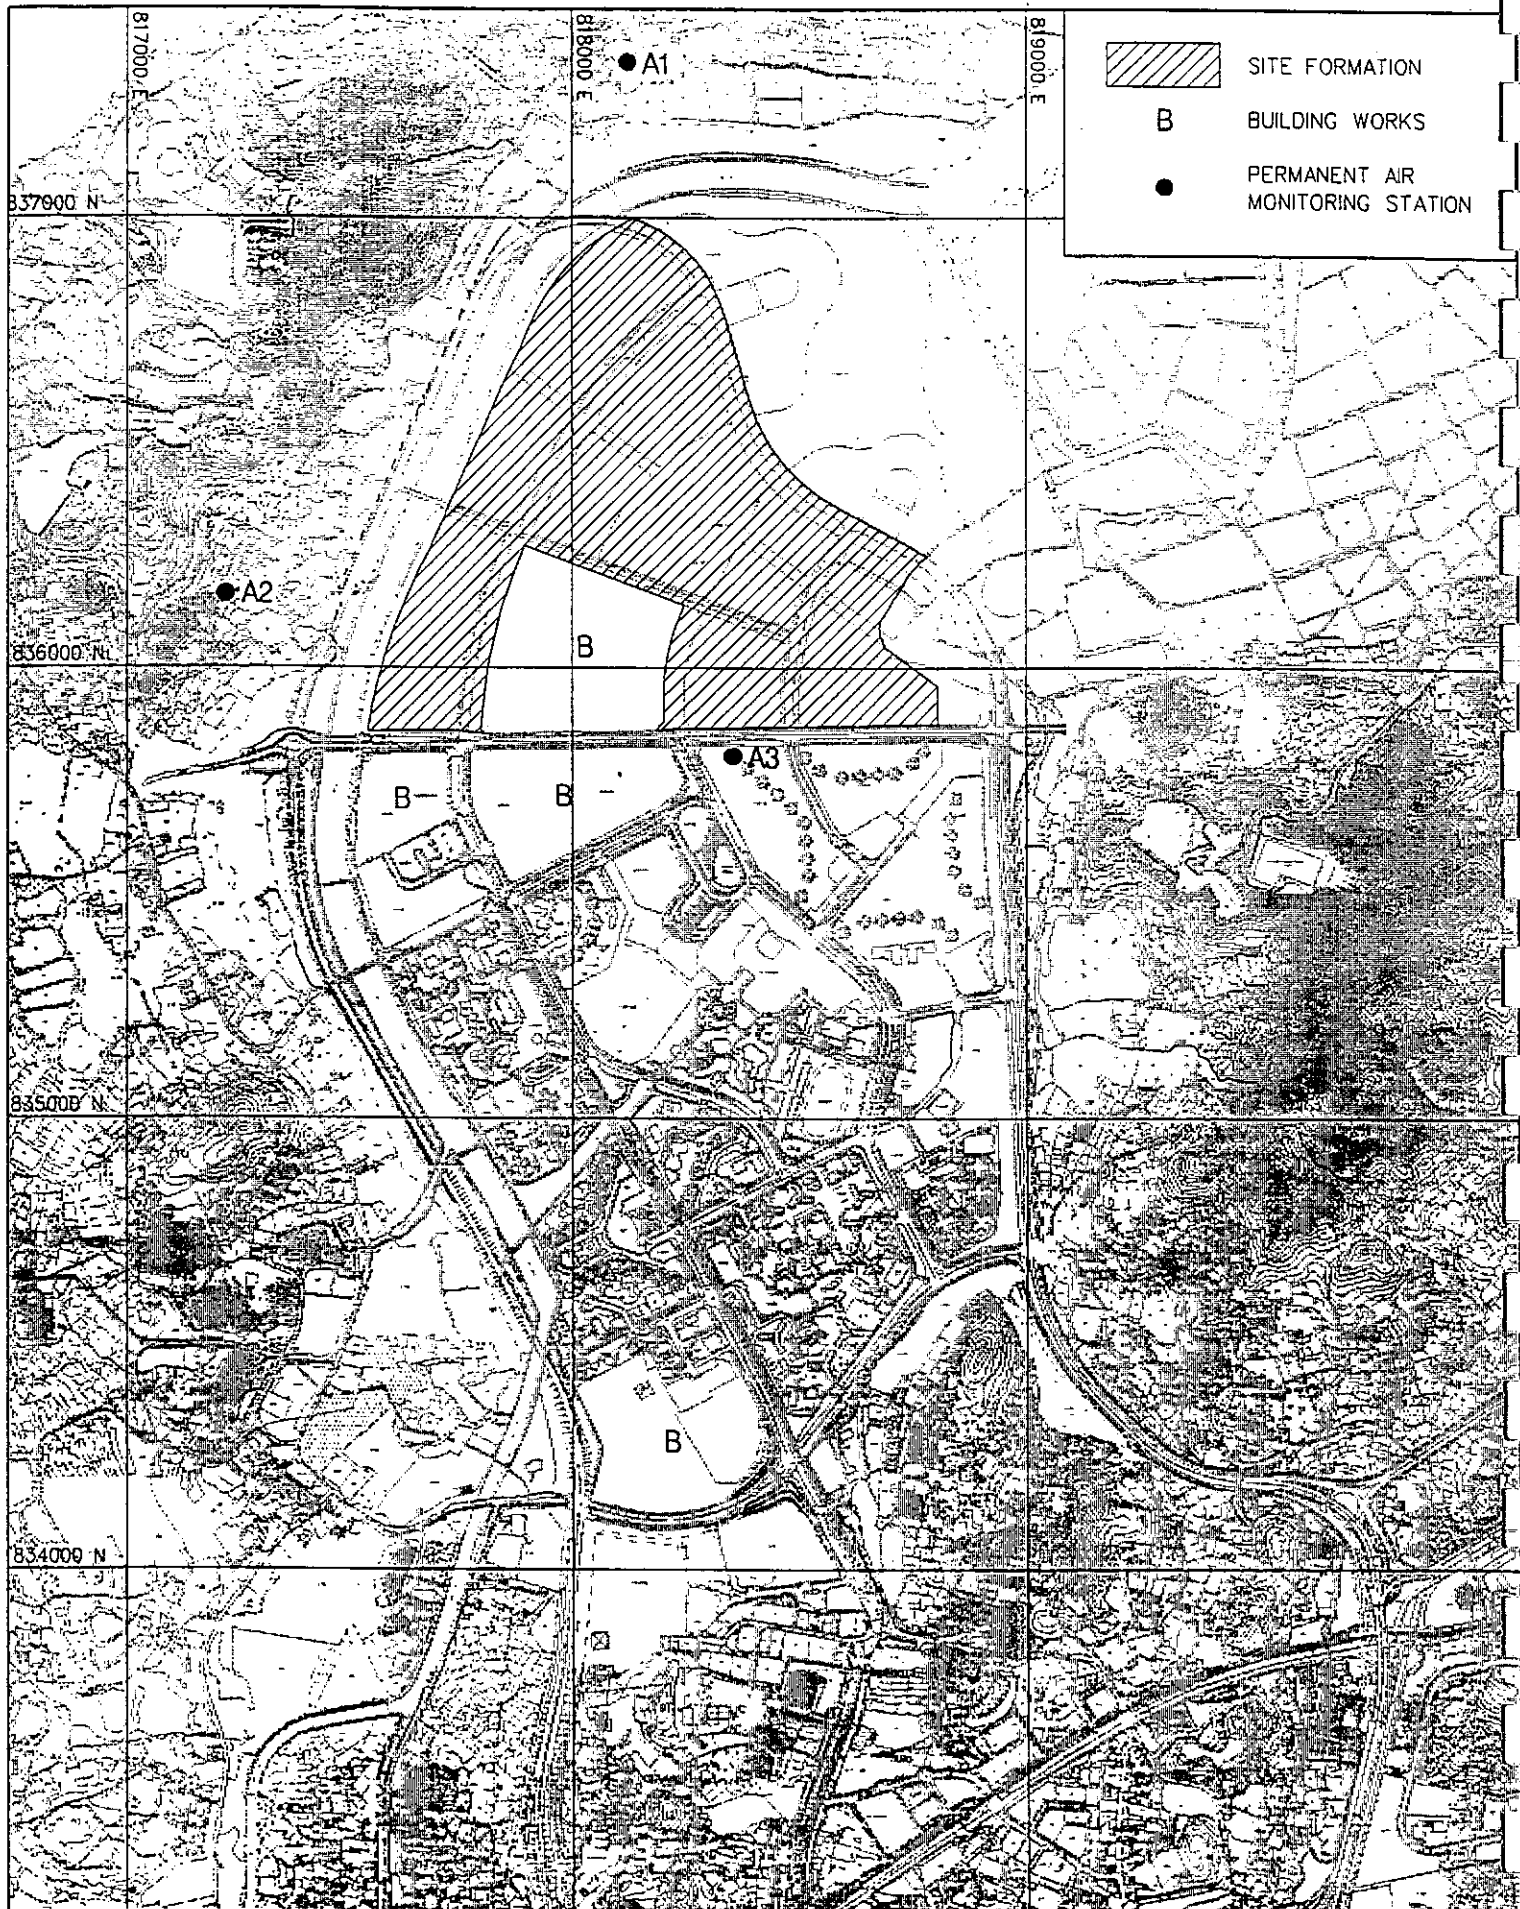 817000 E
818000 E
819000 E
A1
SITE FORMATION
B
BUILDING WORKS
PERMANENT AIR
MONITORING STATION
837000 N
A2
B
836000 N
A3
B
B
835000 N
B
834000 N